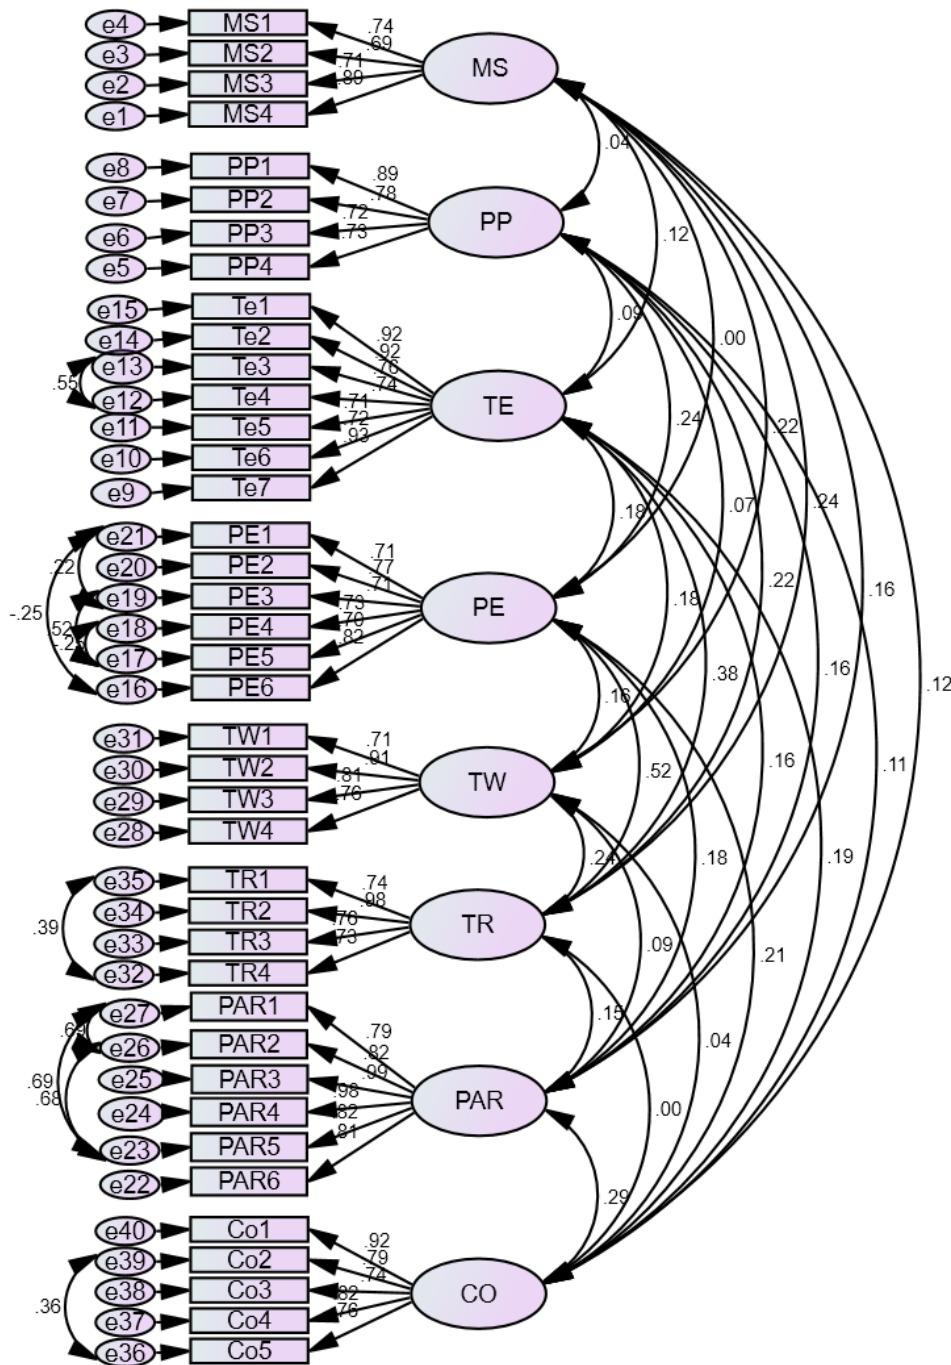 e4 MS1 .74
e3 MS2 .69
e2 MS3 .71
e1 MS4 .80
MS
.04
e8 PP1 .89
e7 PP2 .78
e6 PP3 .72
e5 PP4 .73
PP
.12
.09
.00
e15 Te1 .92
e14 Te2 .92
e13 Te3 .76
e12 Te4 .74
e11 Te5 .71
e10 Te6 .72
e9 Te7 .93
.55
TE
.24
.22
.18
.07
.24
e21 PE1 .71
e20 PE2 .77
e19 PE3 .71
e18 PE4 .73
e17 PE5 .70
e16 PE6 .82
.22
-.25
.52
PE
.18
.22
.16
.16
.38
.16
.12
e31 TW1 .71
e30 TW2 .91
e29 TW3 .81
e28 TW4 .76
TW
.52
.16
.11
.24
.18
.19
e35 TR1 .74
e34 TR2 .98
e33 TR3 .76
e32 TR4 .73
.39
TR
.09
.21
.15
.04
e27 PAR1 .79
e26 PAR2 .82
e25 PAR3 .99
e24 PAR4 .98
e23 PAR5 .82
e22 PAR6 .81
.69
.68
PAR
.00
.29
e40 Co1 .92
e39 Co2 .79
e38 Co3 .74
e37 Co4 .82
e36 Co5 .76
.36
CO